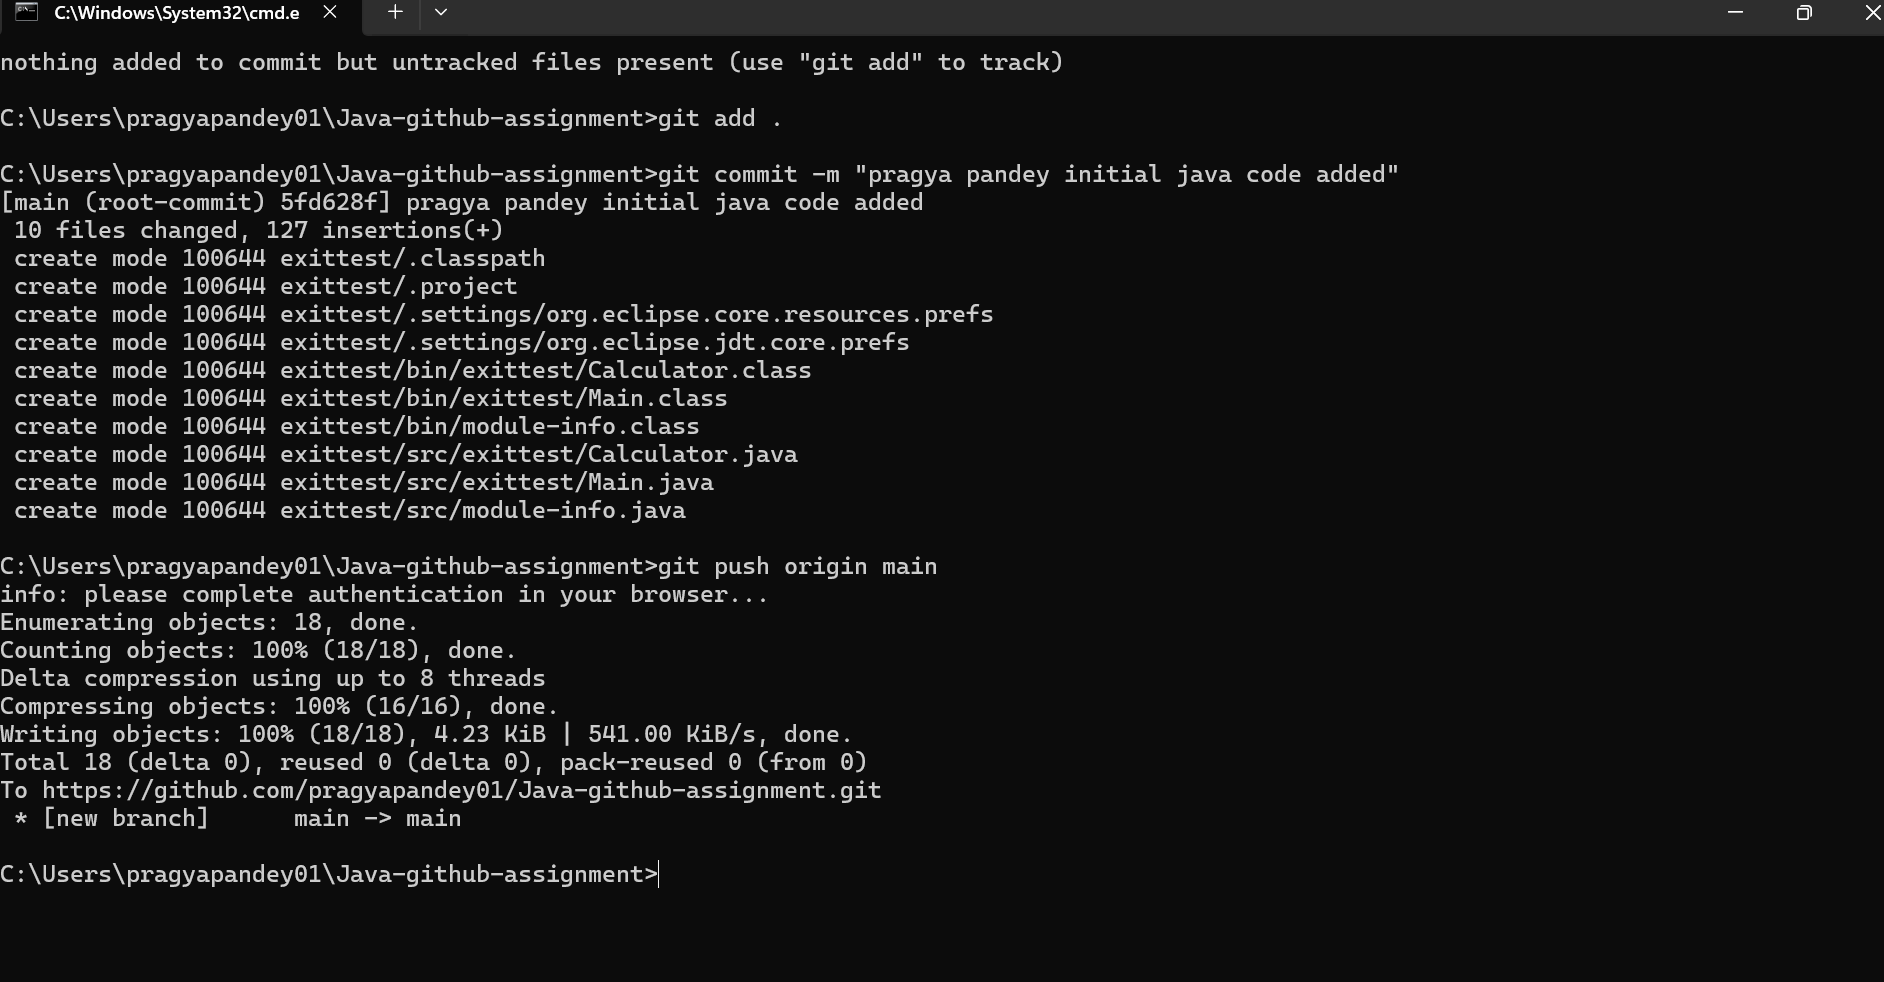 C:\Windows\System32\cmd.e
nothing added to commit but untracked files present (use "git add" to track)
C:\Users\pragyapandey01\Java-github-assignment>git add .
C:\Users\pragyapandey01\Java-github-assignment>git commit -m "pragya pandey initial java code added"
[main (root-commit) 5fd628f] pragya pandey initial java code added
10 files changed, 127 insertions(+)
create mode 100644 exittest/.classpath
create mode 100644 exittest/.project
create mode 100644 exittest/.settings/org.eclipse.core.resources.prefs
create mode 100644 exittest/.settings/org.eclipse.jdt.core.prefs
create mode 100644 exittest/bin/exittest/Calculator.class
create mode 100644 exittest/bin/exittest/Main.class
create mode 100644 exittest/bin/module-info.class
create mode 100644 exittest/src/exittest/Calculator.java
create mode 100644 exittest/src/exittest/Main.java
create mode 100644 exittest/src/module-info.java
C:\Users\pragyapandey01\Java-github-assignment>git push origin main
info: please complete authentication in your browser...
Enumerating objects: 18, done.
Counting objects: 100% (18/18), done.
Delta compression using up to 8 threads
Compressing objects: 100% (16/16), done.
Writing objects: 100% (18/18), 4.23 KiB | 541.00 KiB/s, done.
Total 18 (delta 0), reused 0 (delta 0), pack-reused 0 (from 0)
To https://github.com/pragyapandey01/Java-github-assignment.git
* [new branch]      main -> main
C:\Users\pragyapandey01\Java-github-assignment>